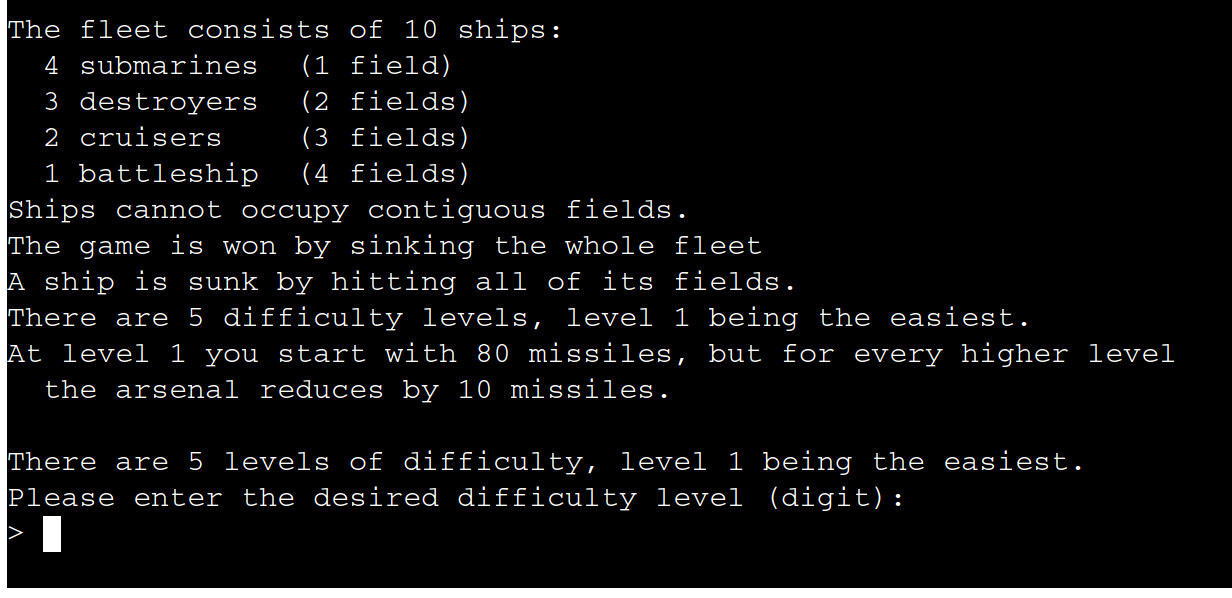 The fleet consists of 10 ships:
  4 submarines  (1 field)
  3 destroyers  (2 fields)
  2 cruisers    (3 fields)
  1 battleship  (4 fields)
Ships cannot occupy contiguous fields.
The game is won by sinking the whole fleet
A ship is sunk by hitting all of its fields.
There are 5 difficulty levels, level 1 being the easiest.
At level 1 you start with 80 missiles, but for every higher level
  the arsenal reduces by 10 missiles.

There are 5 levels of difficulty, level 1 being the easiest.
Please enter the desired difficulty level (digit):
>